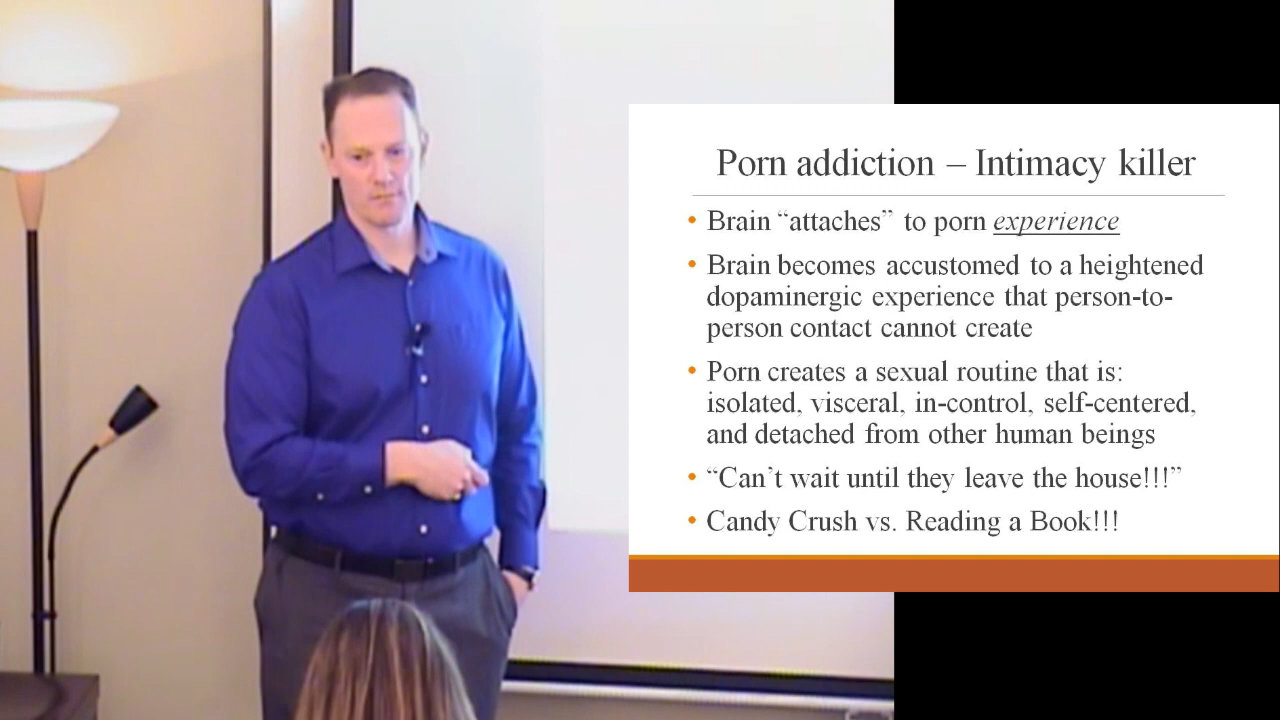 Porn addiction – Intimacy killer
• Brain “attaches” to porn experience
• Brain becomes accustomed to a heightened
dopaminergic experience that person-to-
person contact cannot create
• Porn creates a sexual routine that is:
isolated, visceral, in-control, self-centered,
and detached from other human beings
• “Can’t wait until they leave the house!!!”
• Candy Crush vs. Reading a Book!!!